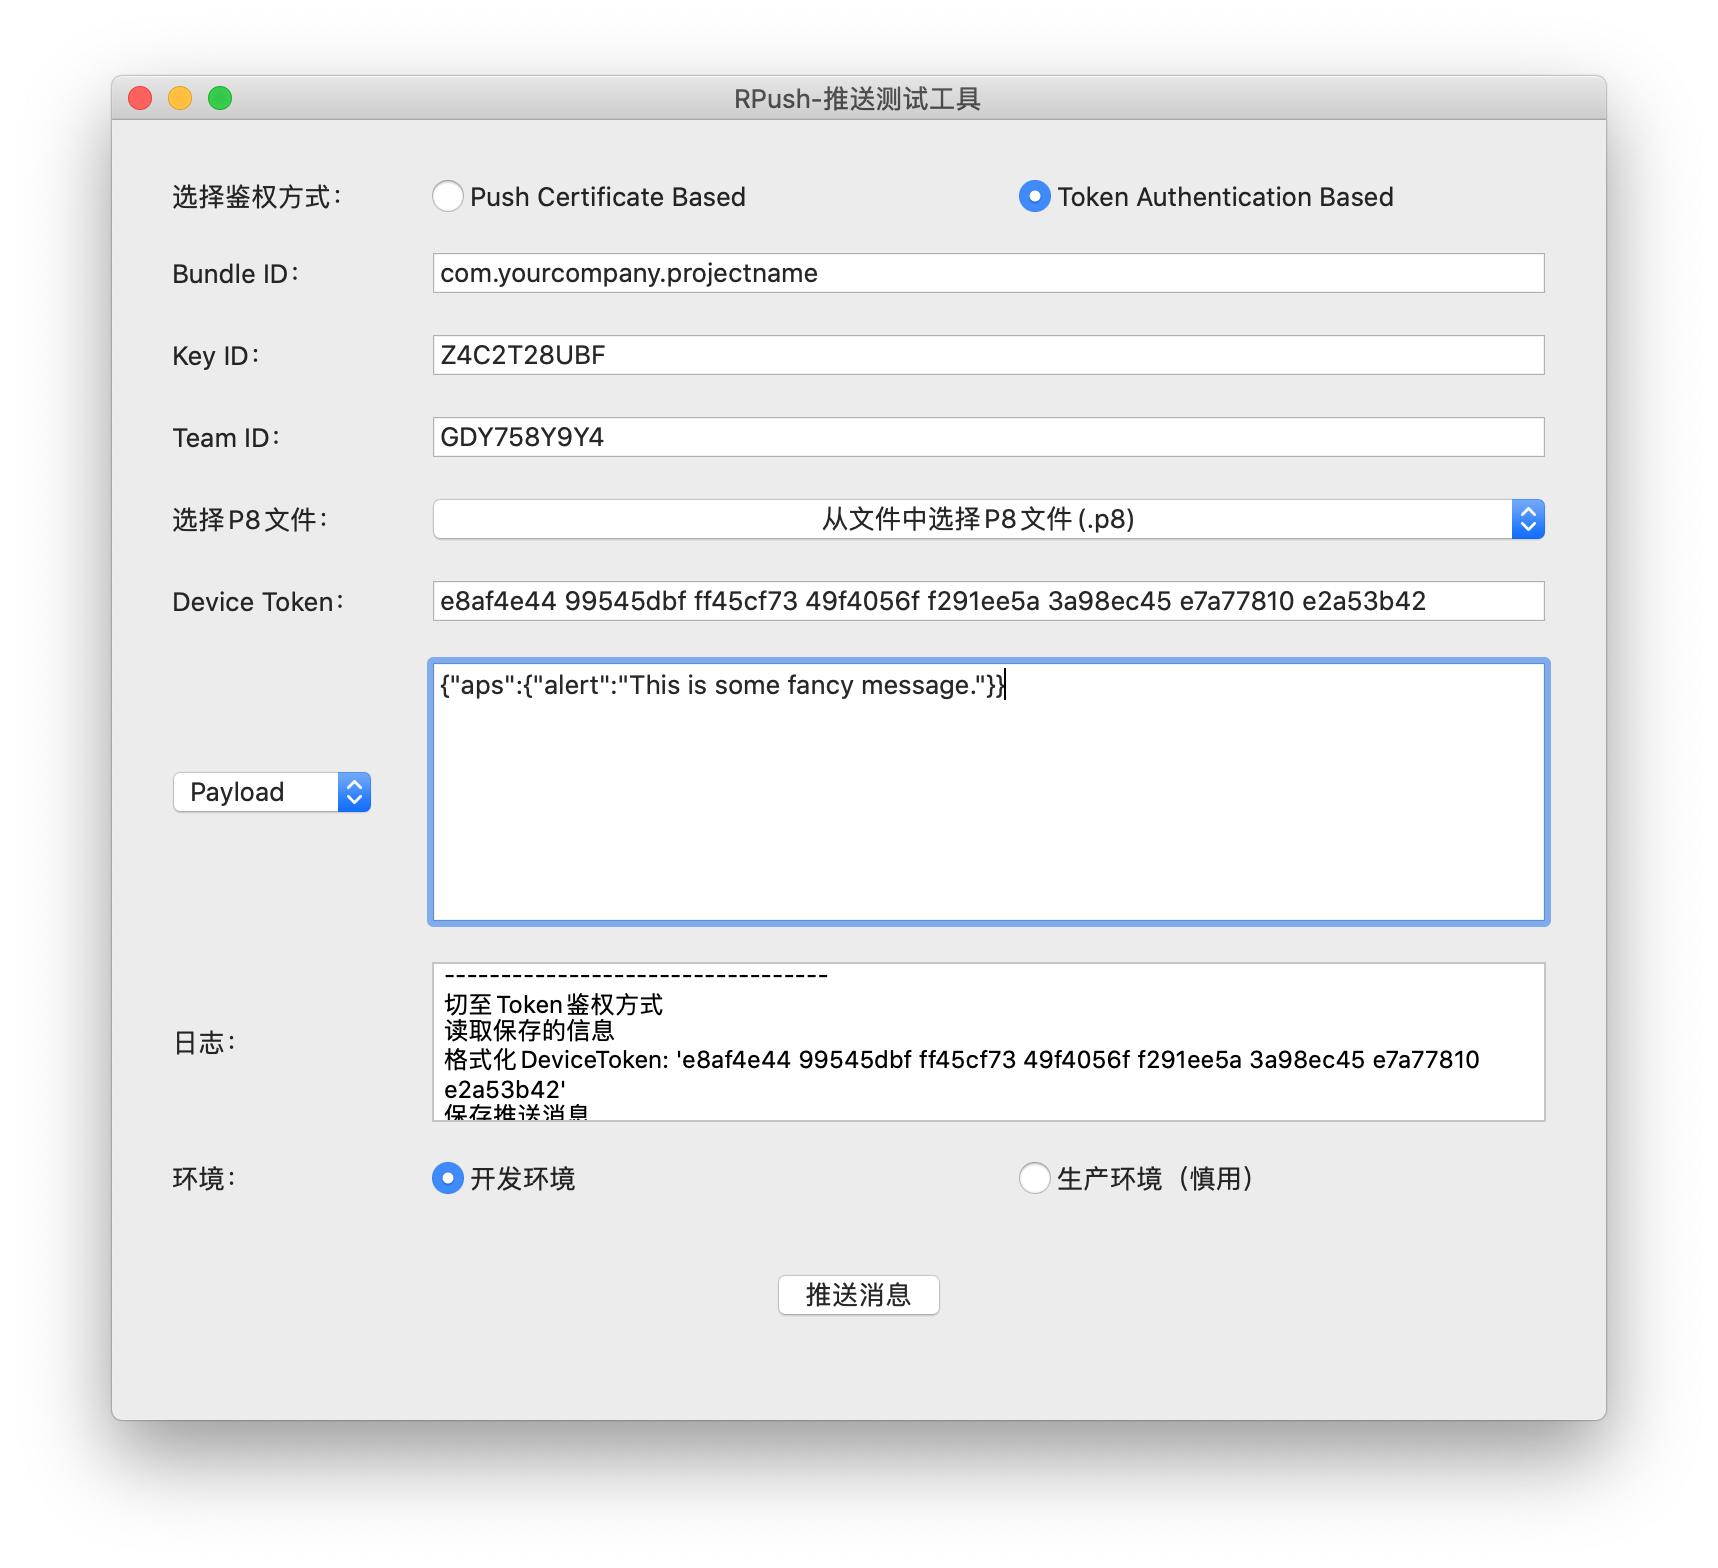 RPush-推送测试工具
选择鉴权方式： Push Certificate Based Token Authentication Based
Bundle ID： com.yourcompany.projectname
Key ID： Z4C2T28UBF
Team ID： GDY758Y9Y4
选择P8文件： 从文件中选择P8文件(.p8)
Device Token： e8af4e44 99545dbf ff45cf73 49f4056f f291ee5a 3a98ec45 e7a77810 e2a53b42
{"aps":{"alert":"This is some fancy message."}}
Payload
----------------------------------
切至Token鉴权方式
读取保存的信息
日志：
格式化DeviceToken: 'e8af4e44 99545dbf ff45cf73 49f4056f f291ee5a 3a98ec45 e7a77810
e2a53b42'
保存推送消息
环境： 开发环境 生产环境（慎用）
推送消息